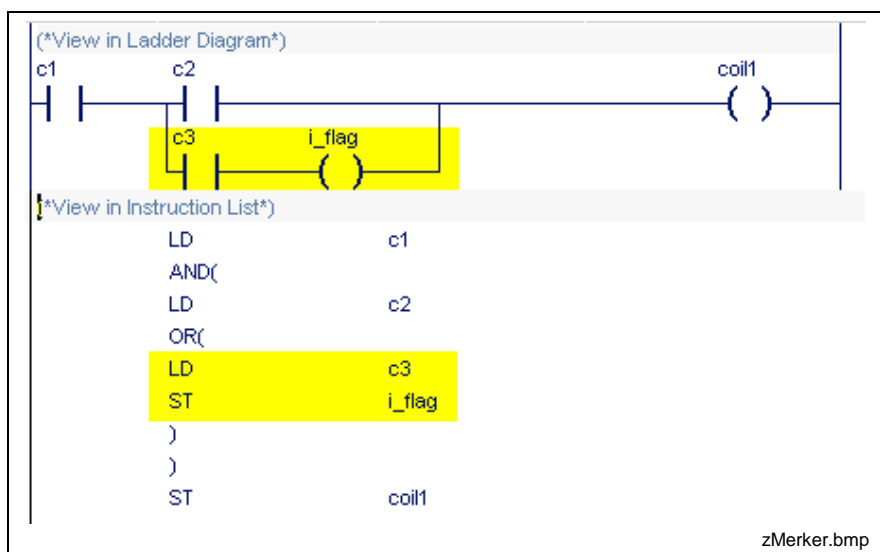 (*View in Ladder Diagram*)
c1 c2 coil1
c3 i_flag
(*View in Instruction List*)
LD c1
AND(
LD c2
OR(
LD c3
ST i_flag
)
)
ST coil1
zMerker.bmp